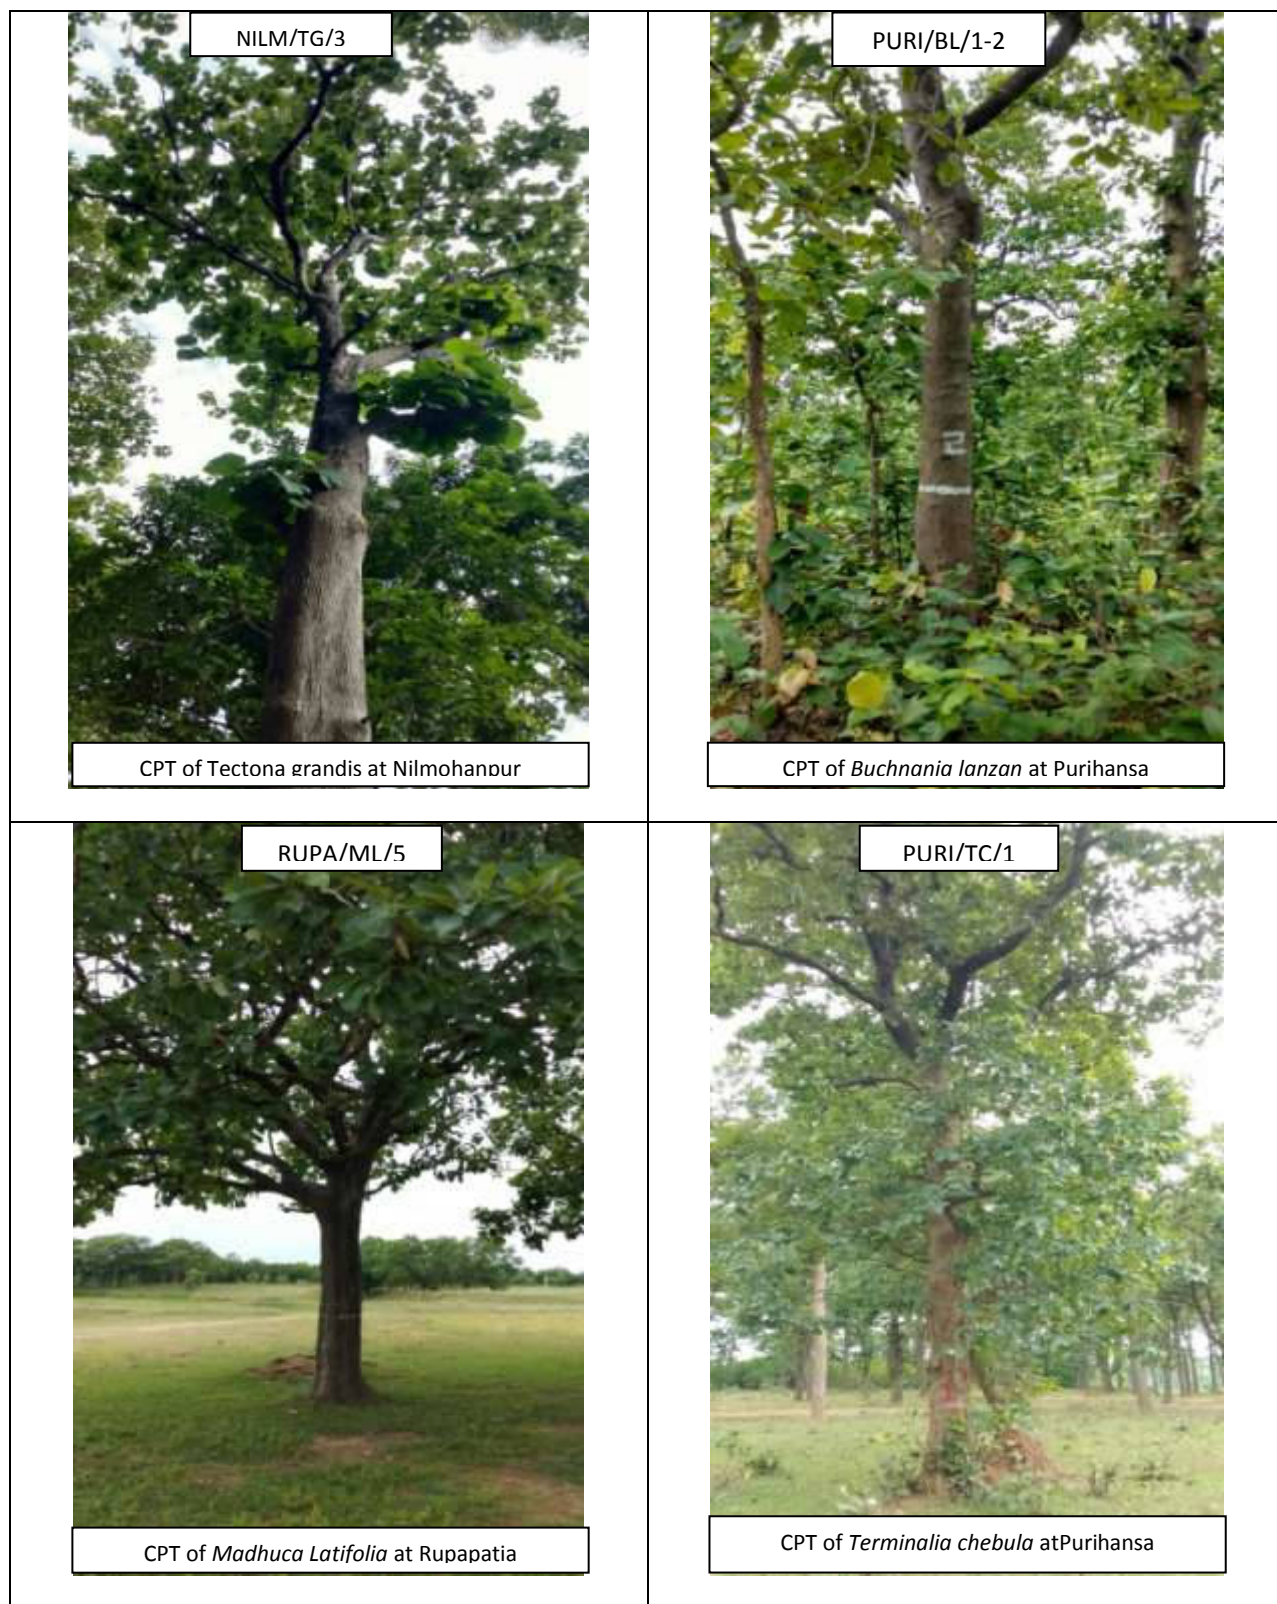 NILM/TG/3
PURI/BL/1-2
2
CPT of Tectona grandis at Nilmohanpur
CPT of Buchnania lanzan at Purihansa
RUPA/ML/5
PURI/TC/1
CPT of Madhuca Latifolia at Rupapatia
CPT of Terminalia chebula atPurihansa